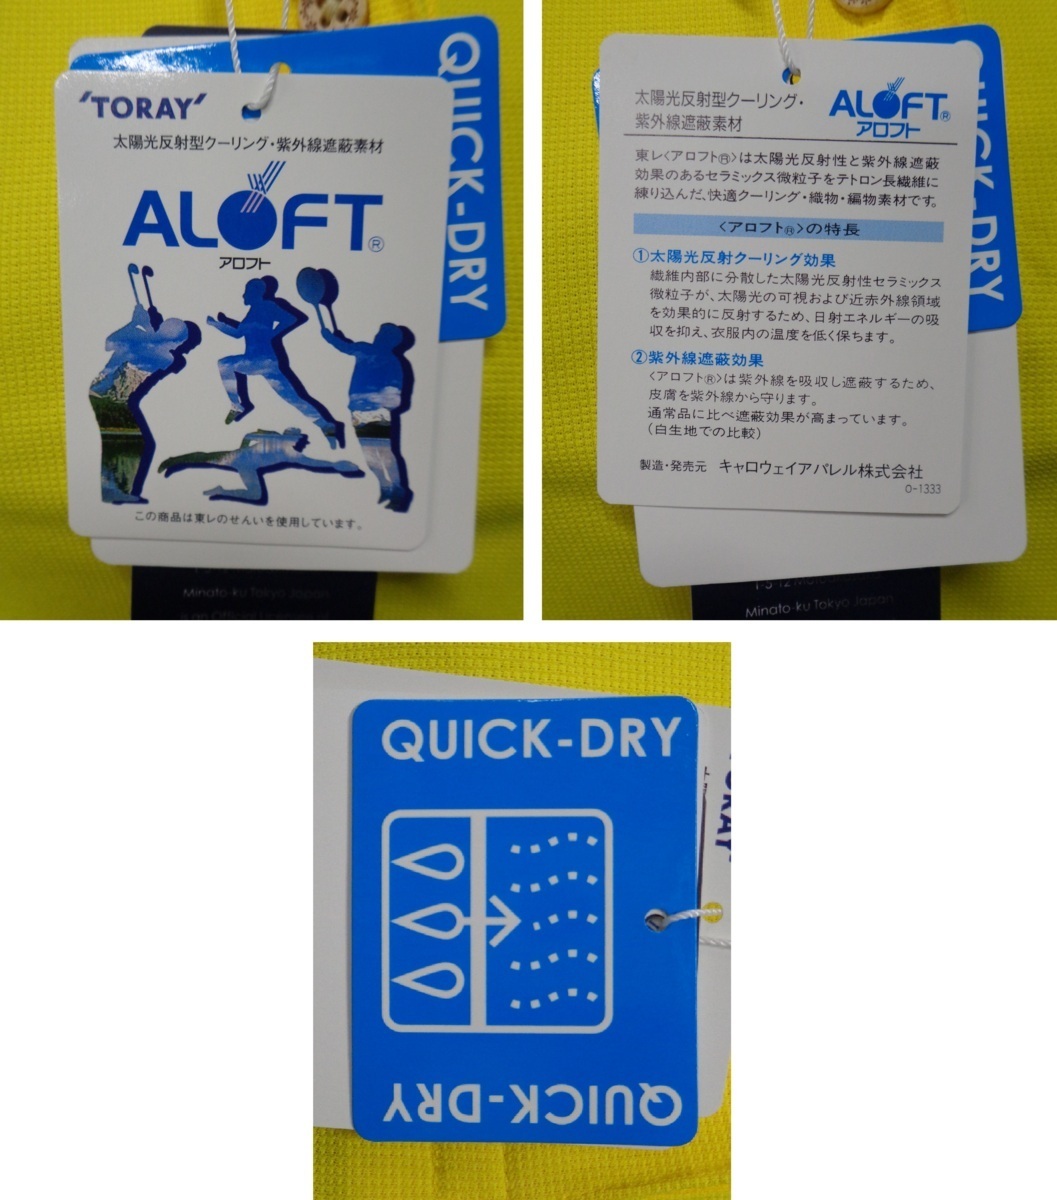 'TORAY'
太陽光反射型クーリング・紫外線遮蔽素材
ALOFT®
アロフト
この商品は東レのせんいを使用しています。
QUICK-DRY
Minato-ku Tokyo Japan
太陽光反射型クーリング・
紫外線遮蔽素材
ALOFT®
アロフト
東レ〈アロフト®〉は太陽光反射性と紫外線遮蔽
効果のあるセラミックス微粒子をテトロン長繊維に
練り込んだ、快適クーリング・織物・編物素材です。
〈アロフト®〉の特長
①太陽光反射クーリング効果
繊維内部に分散した太陽光反射性セラミックス
微粒子が、太陽光の可視および近赤外線領域
を効果的に反射するため、日射エネルギーの吸
収を抑え、衣服内の温度を低く保ちます。
②紫外線遮蔽効果
〈アロフト®〉は紫外線を吸収し遮蔽するため、
皮膚を紫外線から守ります。
通常品に比べ遮蔽効果が高まっています。
(白生地での比較)
製造・発売元 キャロウェイアパレル株式会社
O-1333
QUICK-DRY
Minato-ku Tokyo Japan
QUICK-DRY
QUICK-DRY